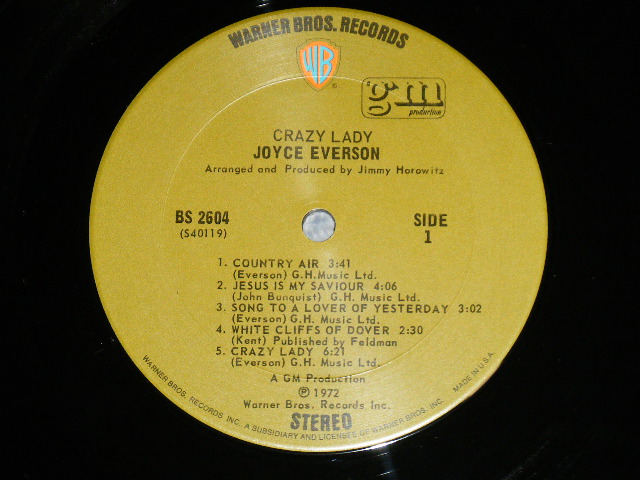 WARNER BROS. RECORDS
WB
®
gm
production
CRAZY LADY
JOYCE EVERSON
Arranged and Produced by Jimmy Horowitz
BS 2604
(S40119)
SIDE
1
1. COUNTRY AIR 3:41
(Everson) G.H.Music Ltd.
2. JESUS IS MY SAVIOUR 4:06
(John Bunquist) G.H. Music Ltd.
3. SONG TO A LOVER OF YESTERDAY 3:02
(Everson) G.H. Music Ltd.
4. WHITE CLIFFS OF DOVER 2:30
(Kent) Published by Feldman
5. CRAZY LADY 6:21
(Everson) G.H. Music Ltd.
A GM Production
℗ 1972
Warner Bros. Records Inc.
STEREO
WARNER BROS. RECORDS INC. A SUBSIDIARY AND LICENSEE OF WARNER BROS. INC. MADE IN U.S.A.